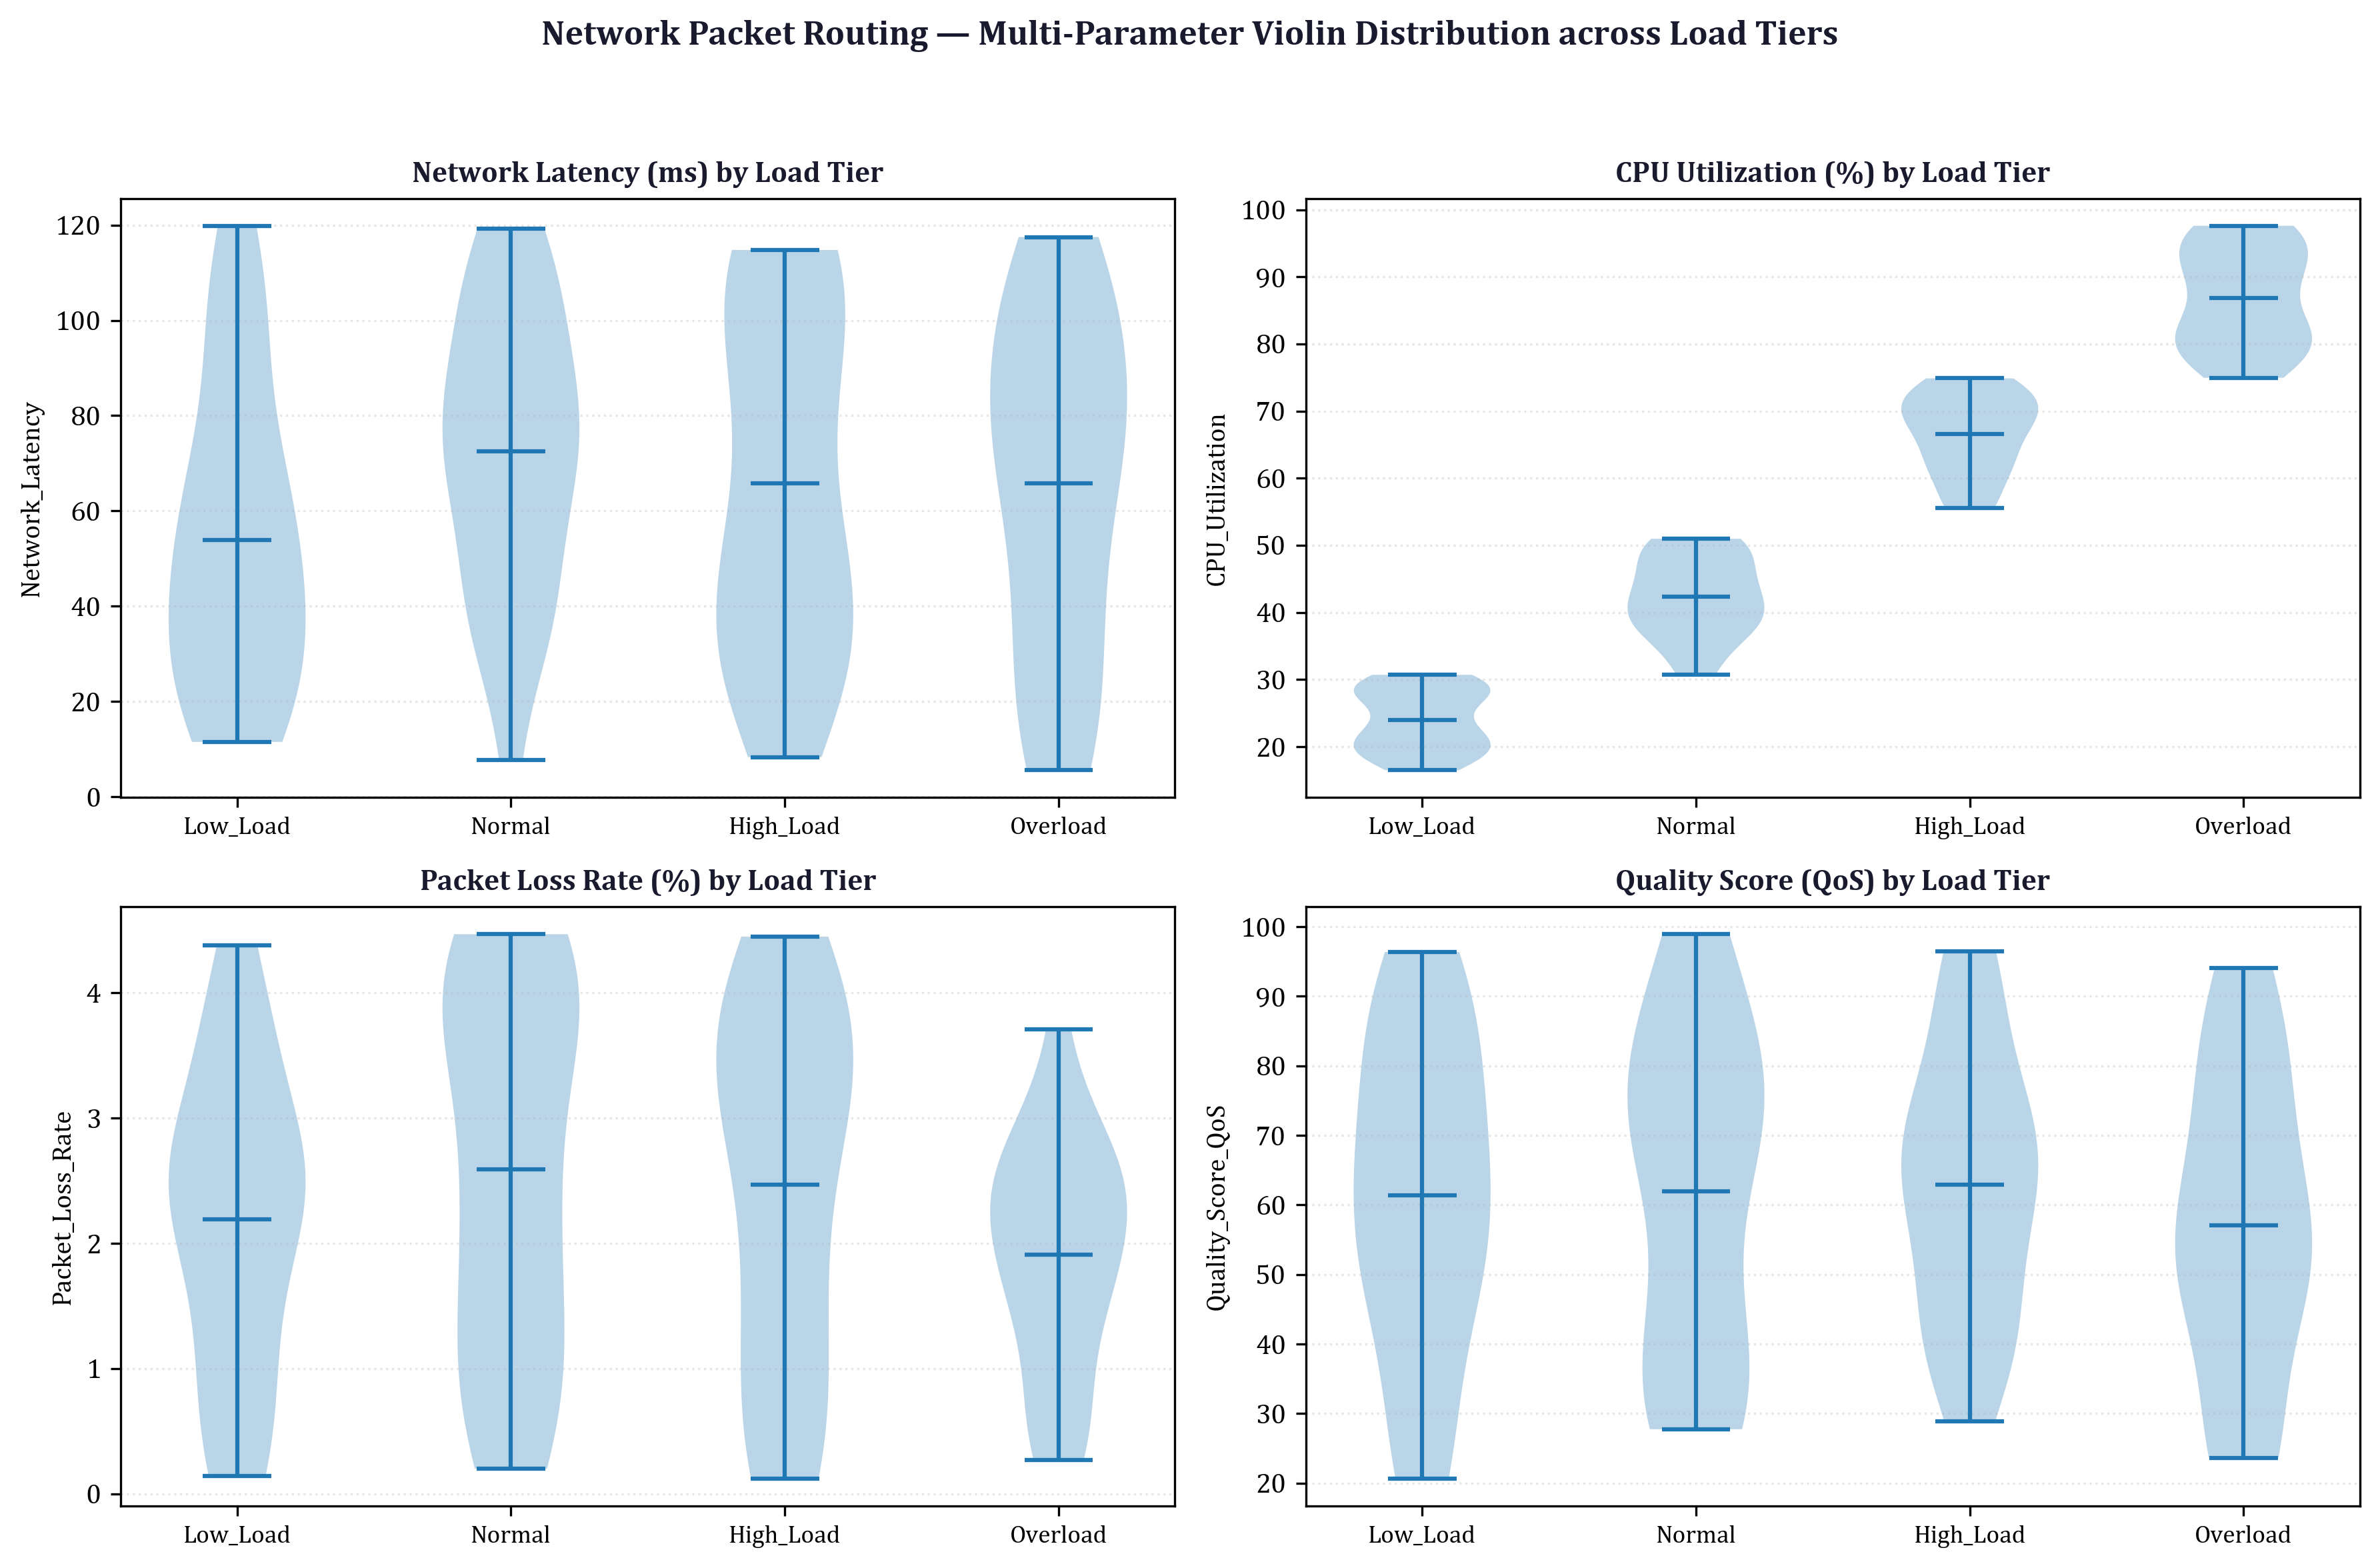 Network Packet Routing — Multi-Parameter Violin Distribution across Load Tiers
Network Latency (ms) by Load Tier
Network_Latency
120
100
80
60
40
20
0
Low_Load
Normal
High_Load
Overload
CPU Utilization (%) by Load Tier
CPU_Utilization
100
90
80
70
60
50
40
30
20
Low_Load
Normal
High_Load
Overload
Packet Loss Rate (%) by Load Tier
Packet_Loss_Rate
4
3
2
1
0
Low_Load
Normal
High_Load
Overload
Quality Score (QoS) by Load Tier
Quality_Score_QoS
100
90
80
70
60
50
40
30
20
Low_Load
Normal
High_Load
Overload